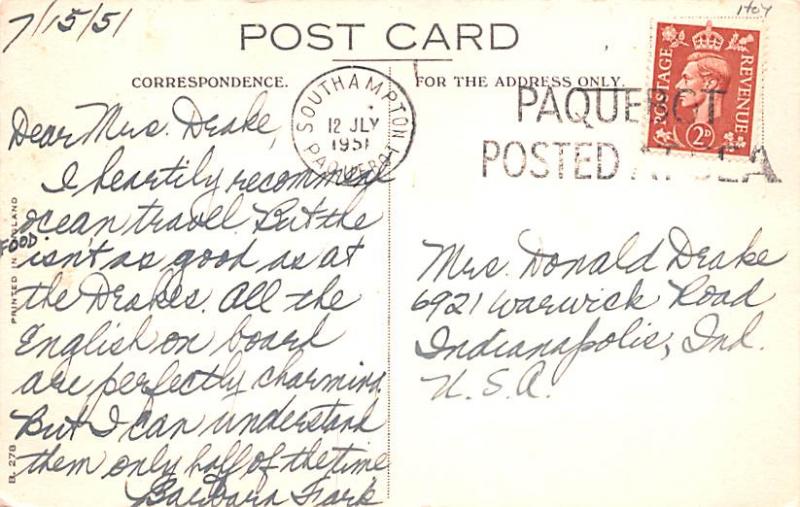 7/15/51
1404
POST CARD
CORRESPONDENCE.
FOR THE ADDRESS ONLY.
SOUTHAMPTON
12 JLY
1951
PAQUEBOT
PAQUEBOT
POSTED AT SEA
POSTAGE
REVENUE
2D
Dear Mrs. Drake,
I heartily recommend
ocean travel. But the
FOOD
isn't as good as at
the Drakes. All the
English on board
are perfectly charming.
But I can understand
them only half of the time
Barbara
Mrs. Donald Drake
6921 Warwick Road
Indianapolis, Ind.
U.S.A.
PRINTED IN ENGLAND
B. 278